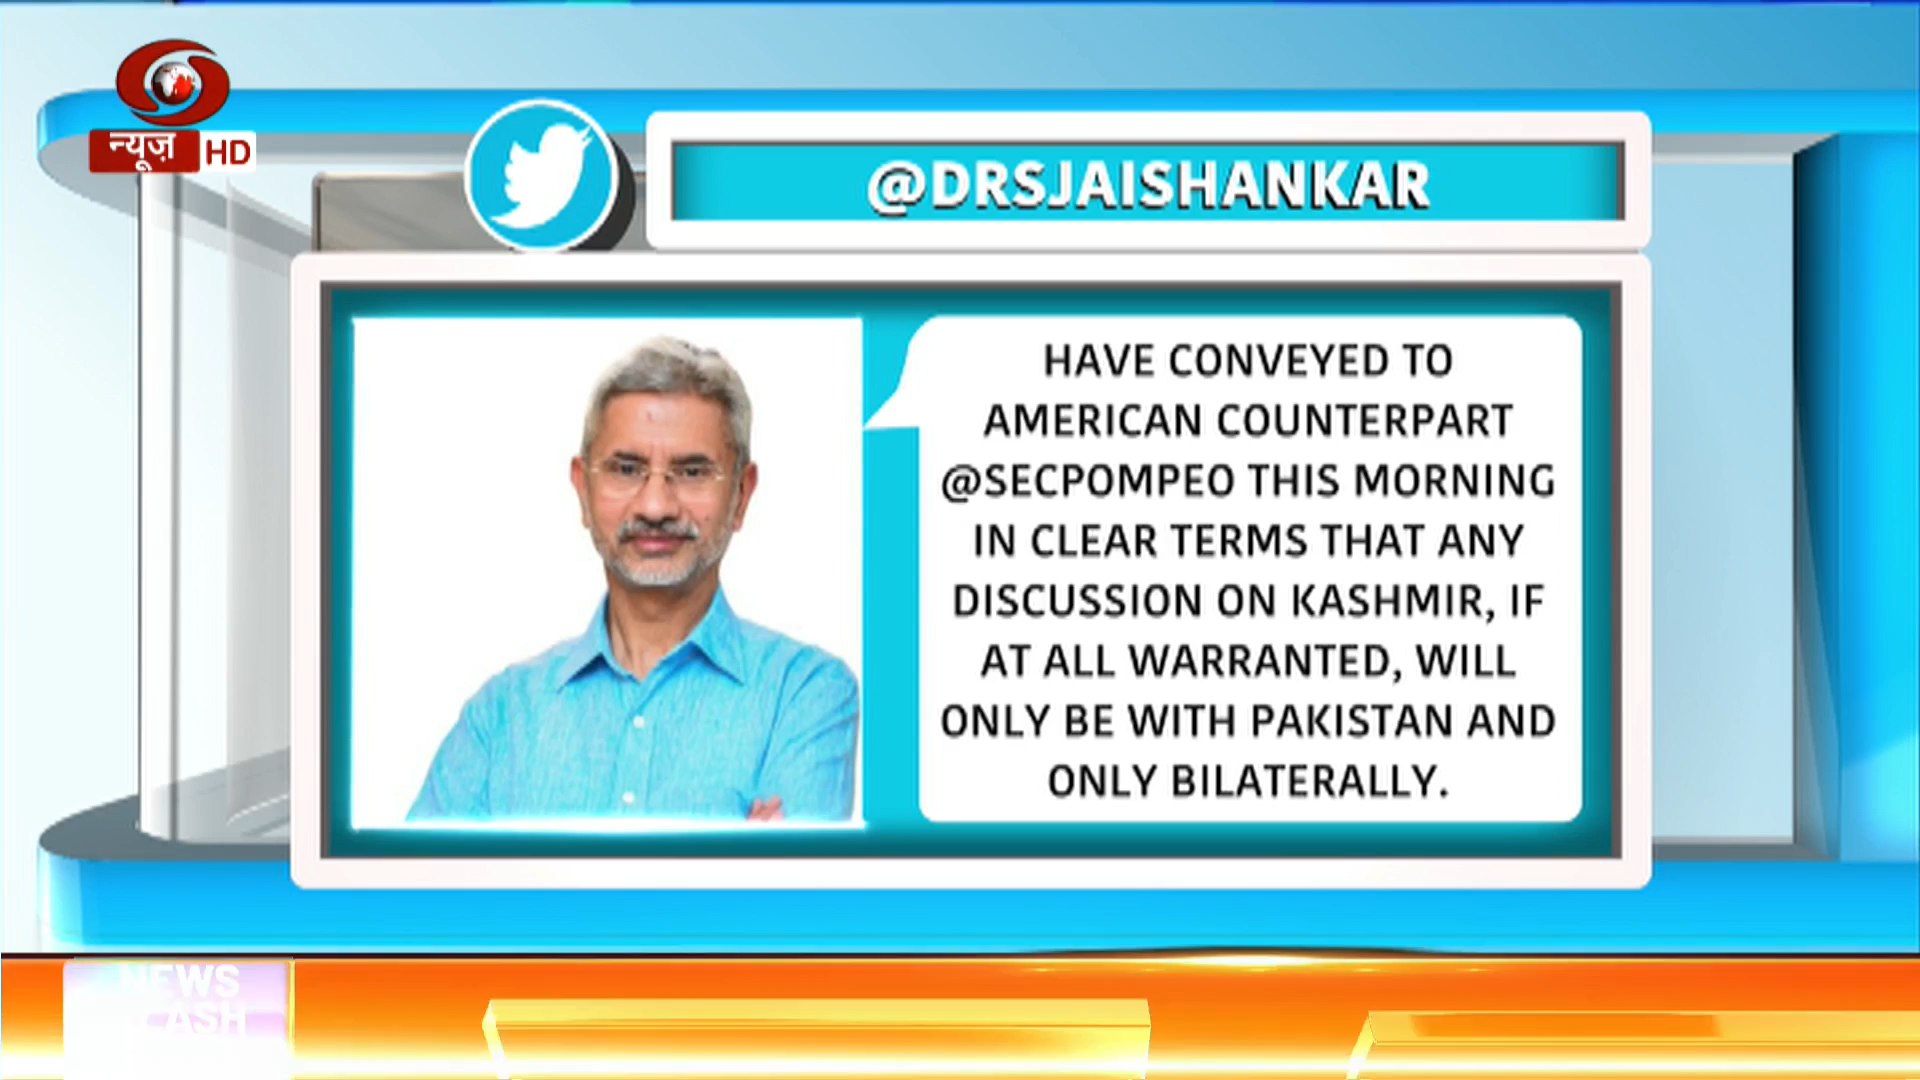 न्यूज़ HD
@DRSJAISHANKAR
HAVE CONVEYED TO
AMERICAN COUNTERPART
@SECPOMPEO THIS MORNING
IN CLEAR TERMS THAT ANY
DISCUSSION ON KASHMIR, IF
AT ALL WARRANTED, WILL
ONLY BE WITH PAKISTAN AND
ONLY BILATERALLY.
NEWS